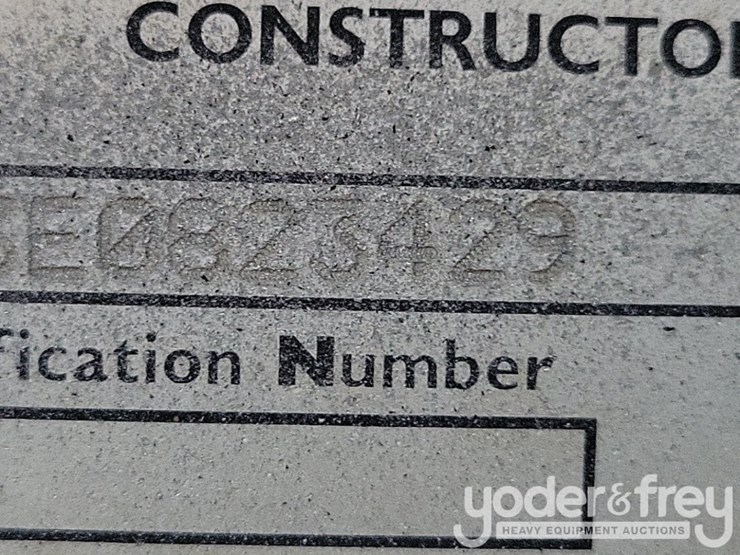 CONSTRUCTO
E0823429
fication Number
yoder & frey
HEAVY EQUIPMENT AUCTIONS